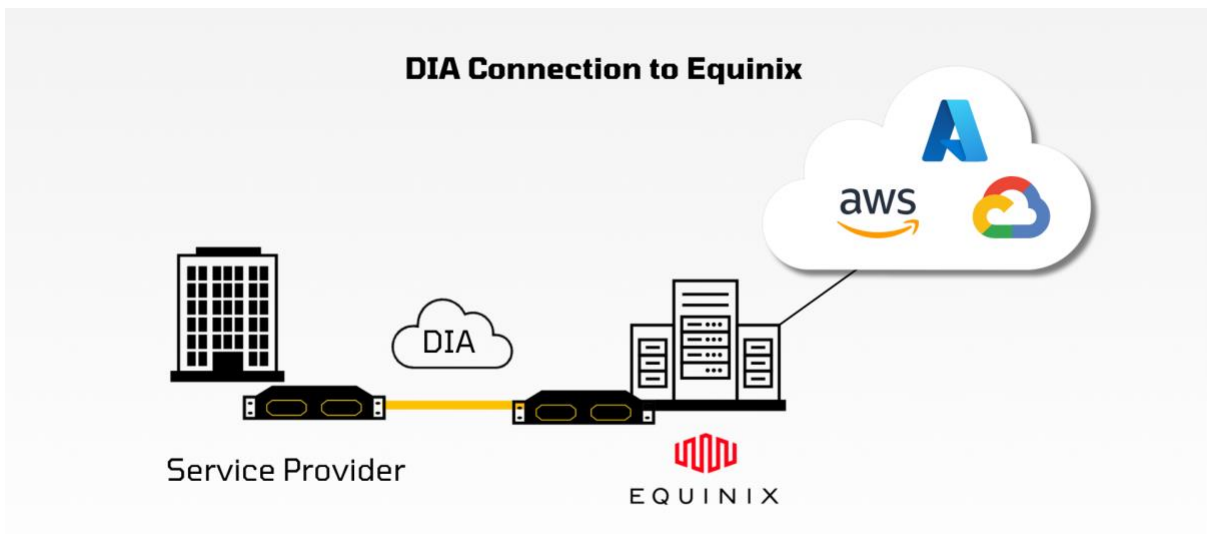 DIA Connection to Equinix
aws
DIA
Service Provider
EQUINIX